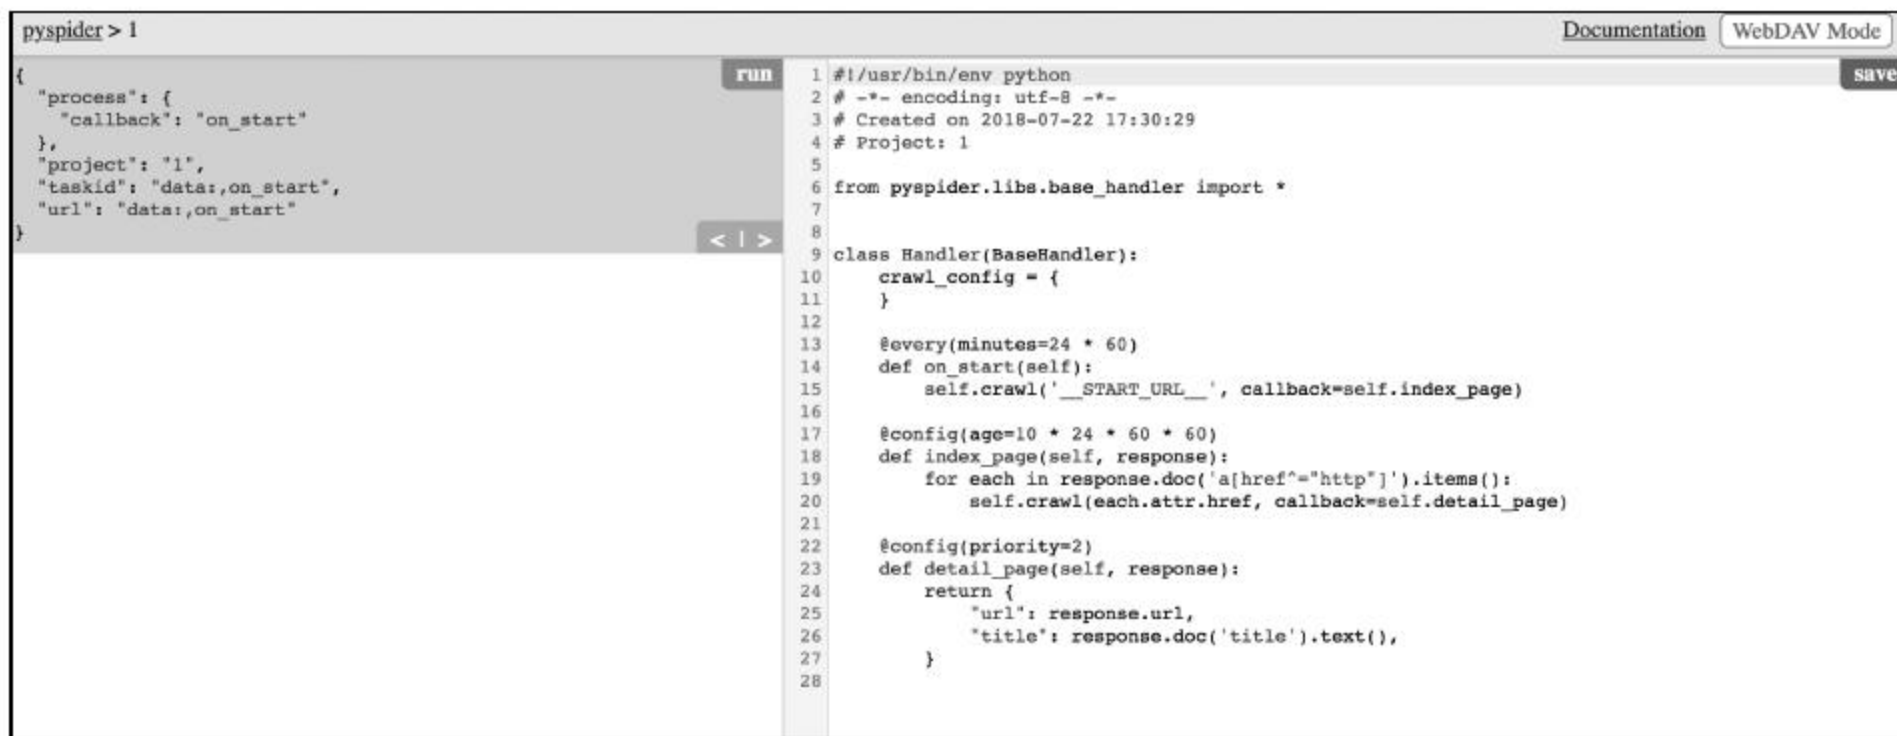 pyspider > 1
Documentation WebDAV Mode
{
  "process": {
    "callback": "on_start"
  },
  "project": "1",
  "taskid": "data:,on_start",
  "url": "data:,on_start"
}
run
< | >
save
1 #!/usr/bin/env python
2 # -*- encoding: utf-8 -*-
3 # Created on 2018-07-22 17:30:29
4 # Project: 1
5
6 from pyspider.libs.base_handler import *
7
8
9 class Handler(BaseHandler):
10     crawl_config = {
11     }
12
13     @every(minutes=24 * 60)
14     def on_start(self):
15         self.crawl('__START_URL__', callback=self.index_page)
16
17     @config(age=10 * 24 * 60 * 60)
18     def index_page(self, response):
19         for each in response.doc('a[href^="http"]').items():
20             self.crawl(each.attr.href, callback=self.detail_page)
21
22     @config(priority=2)
23     def detail_page(self, response):
24         return {
25             "url": response.url,
26             "title": response.doc('title').text(),
27         }
28